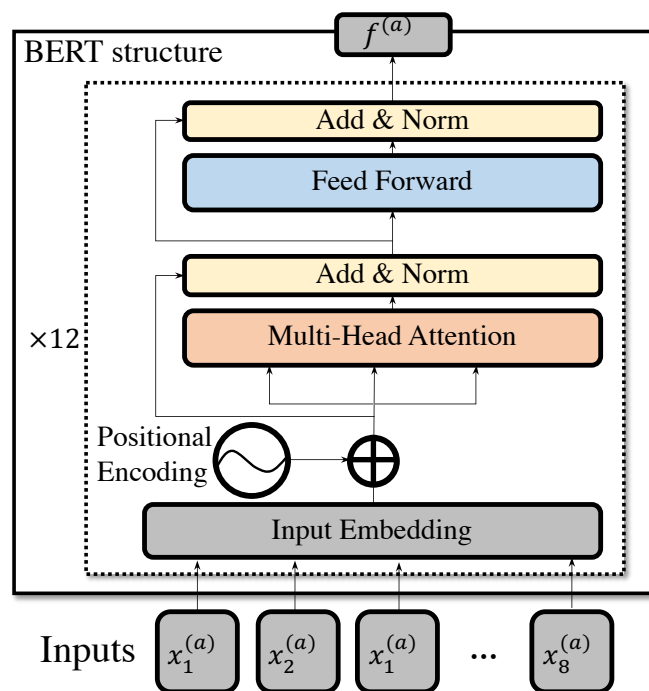 f^(a)
BERT structure
Add & Norm
Feed Forward
Add & Norm
×12
Multi-Head Attention
Positional
Encoding
Input Embedding
Inputs x_1^(a) x_2^(a) x_1^(a) ... x_8^(a)